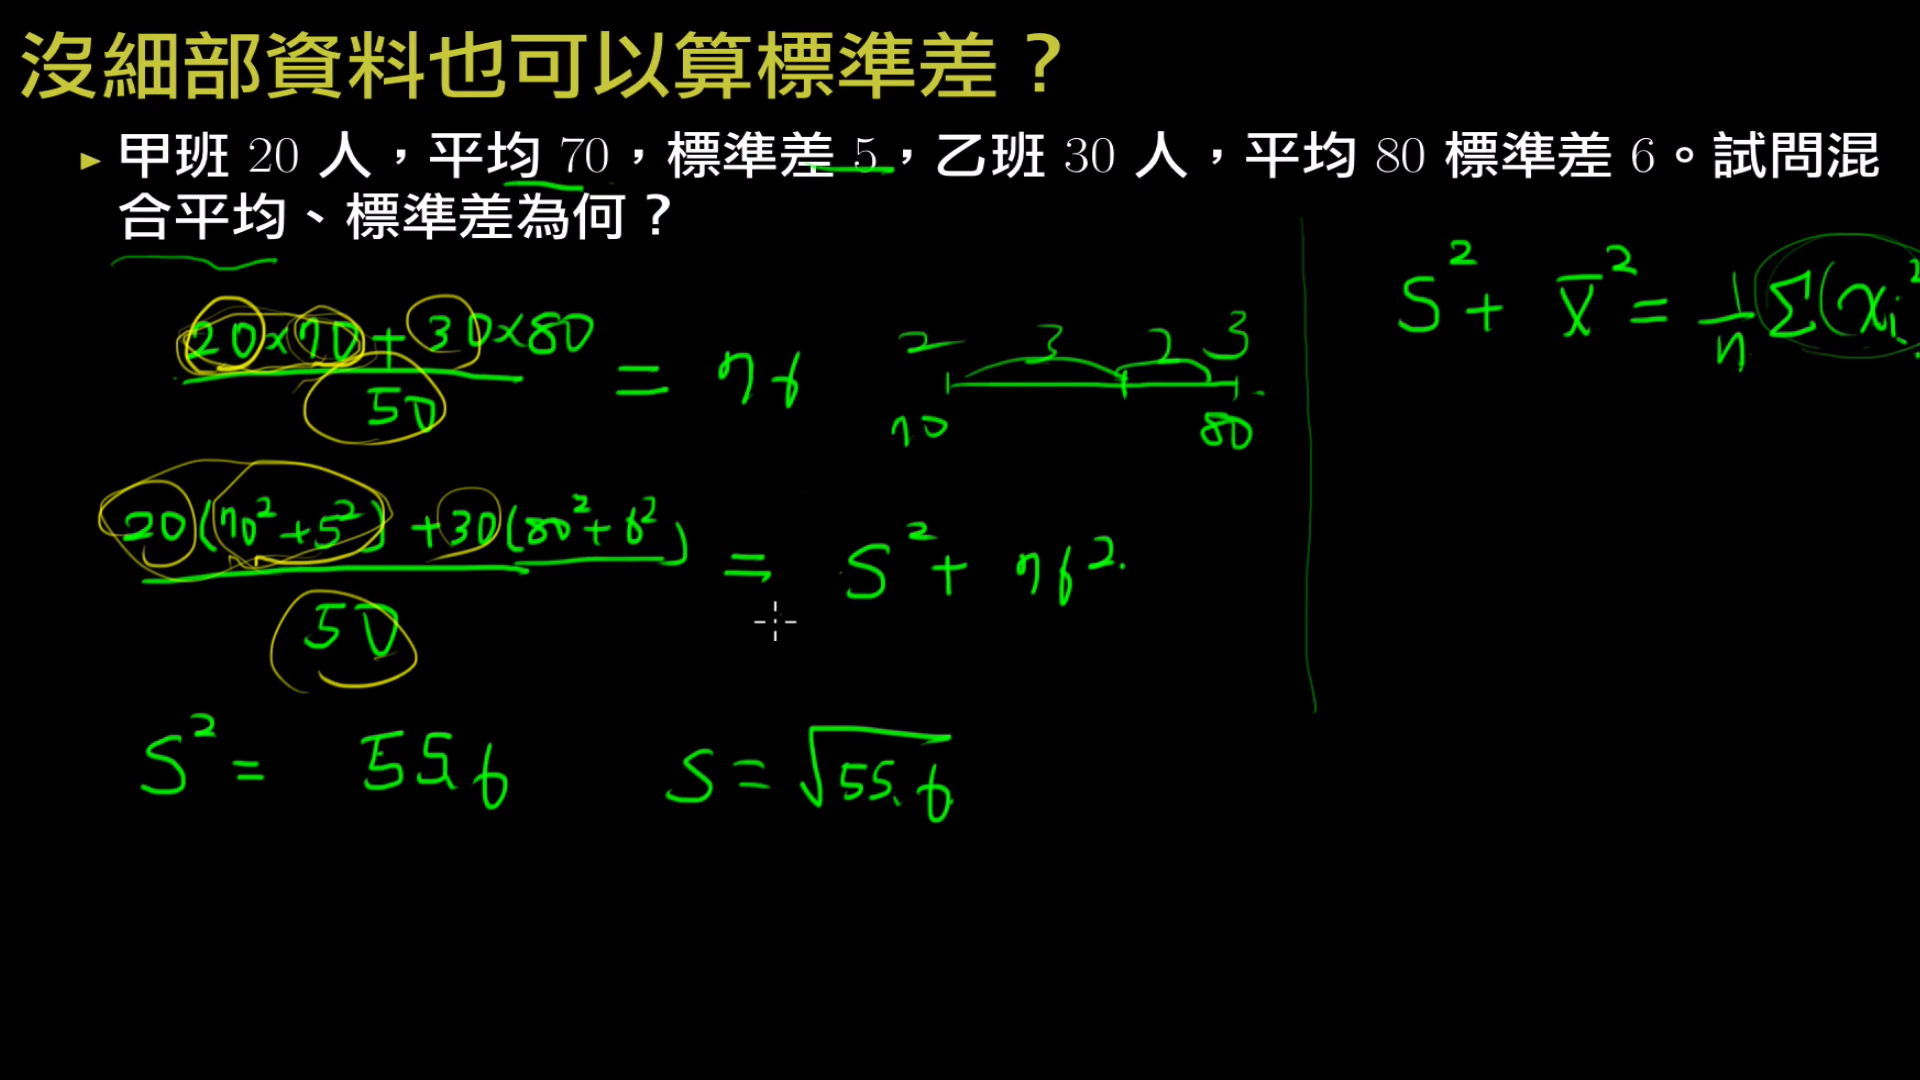 沒細部資料也可以算標準差？
甲班 20 人，平均 70，標準差 5，乙班 30 人，平均 80 標準差 6。試問混
合平均、標準差為何？
(20×70+30×80)/50 = 76
2 3 2 3
70 80
(20(70²+5²)+30(80²+6²))/50 = S²+76²
S² = 55.6 S = √55.6
S² + x̄² = 1/n Σ(xᵢ²